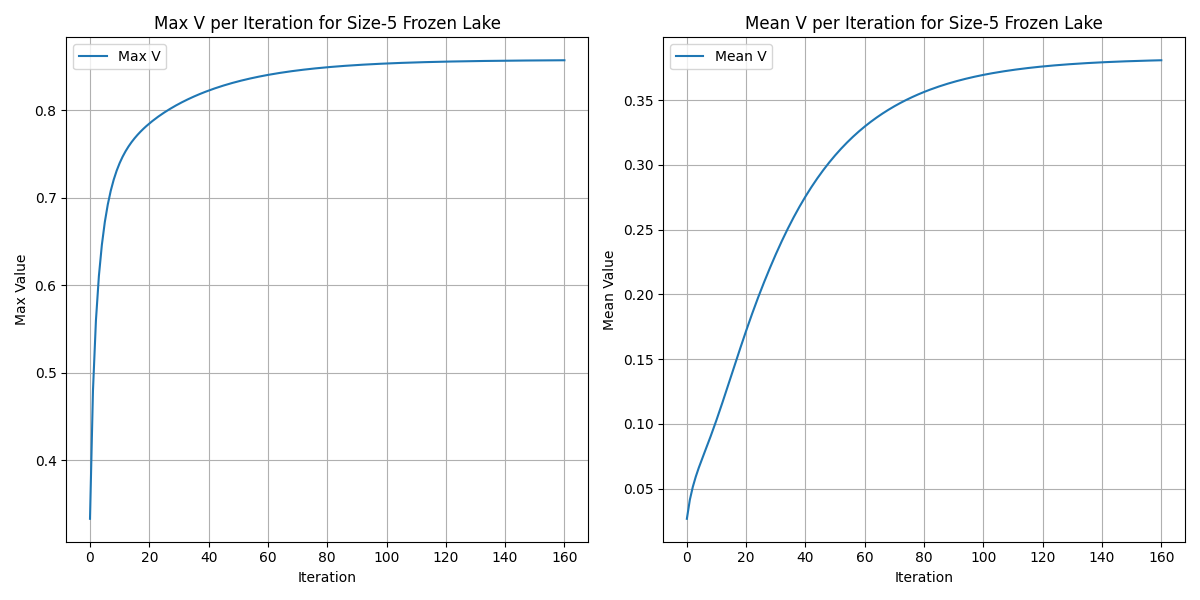 Max V per Iteration for Size-5 Frozen Lake
Max V
0.8
0.7
0.6
0.5
0.4
Max Value
0 20 40 60 80 100 120 140 160
Iteration
Mean V per Iteration for Size-5 Frozen Lake
Mean V
0.35
0.30
0.25
0.20
0.15
0.10
0.05
Mean Value
0 20 40 60 80 100 120 140 160
Iteration